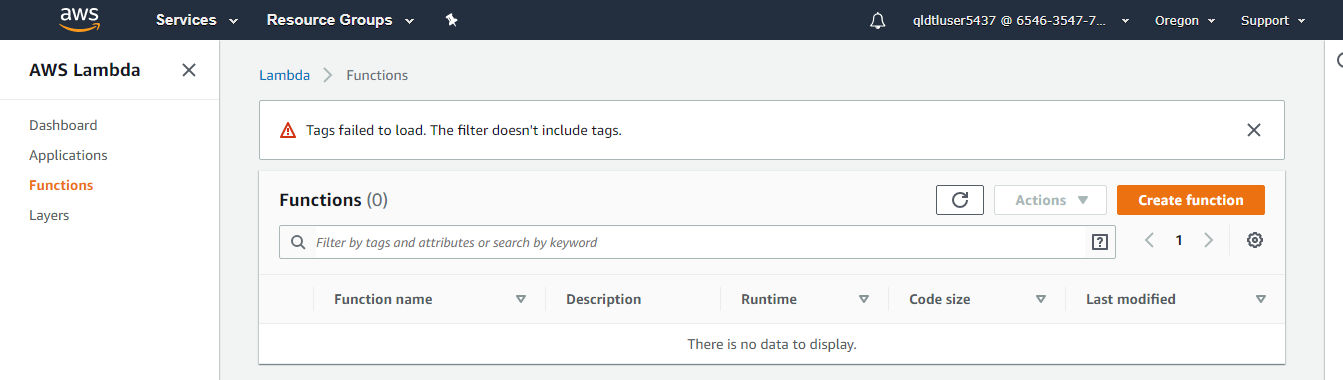 aws Services Resource Groups qldtluser5437 @ 6546-3547-7... Oregon Support
AWS Lambda
Lambda Functions
Dashboard
Tags failed to load. The filter doesn't include tags.
Applications
Functions
Functions (0) Actions Create function
Layers
Filter by tags and attributes or search by keyword ? 1
Function name Description Runtime Code size Last modified
There is no data to display.